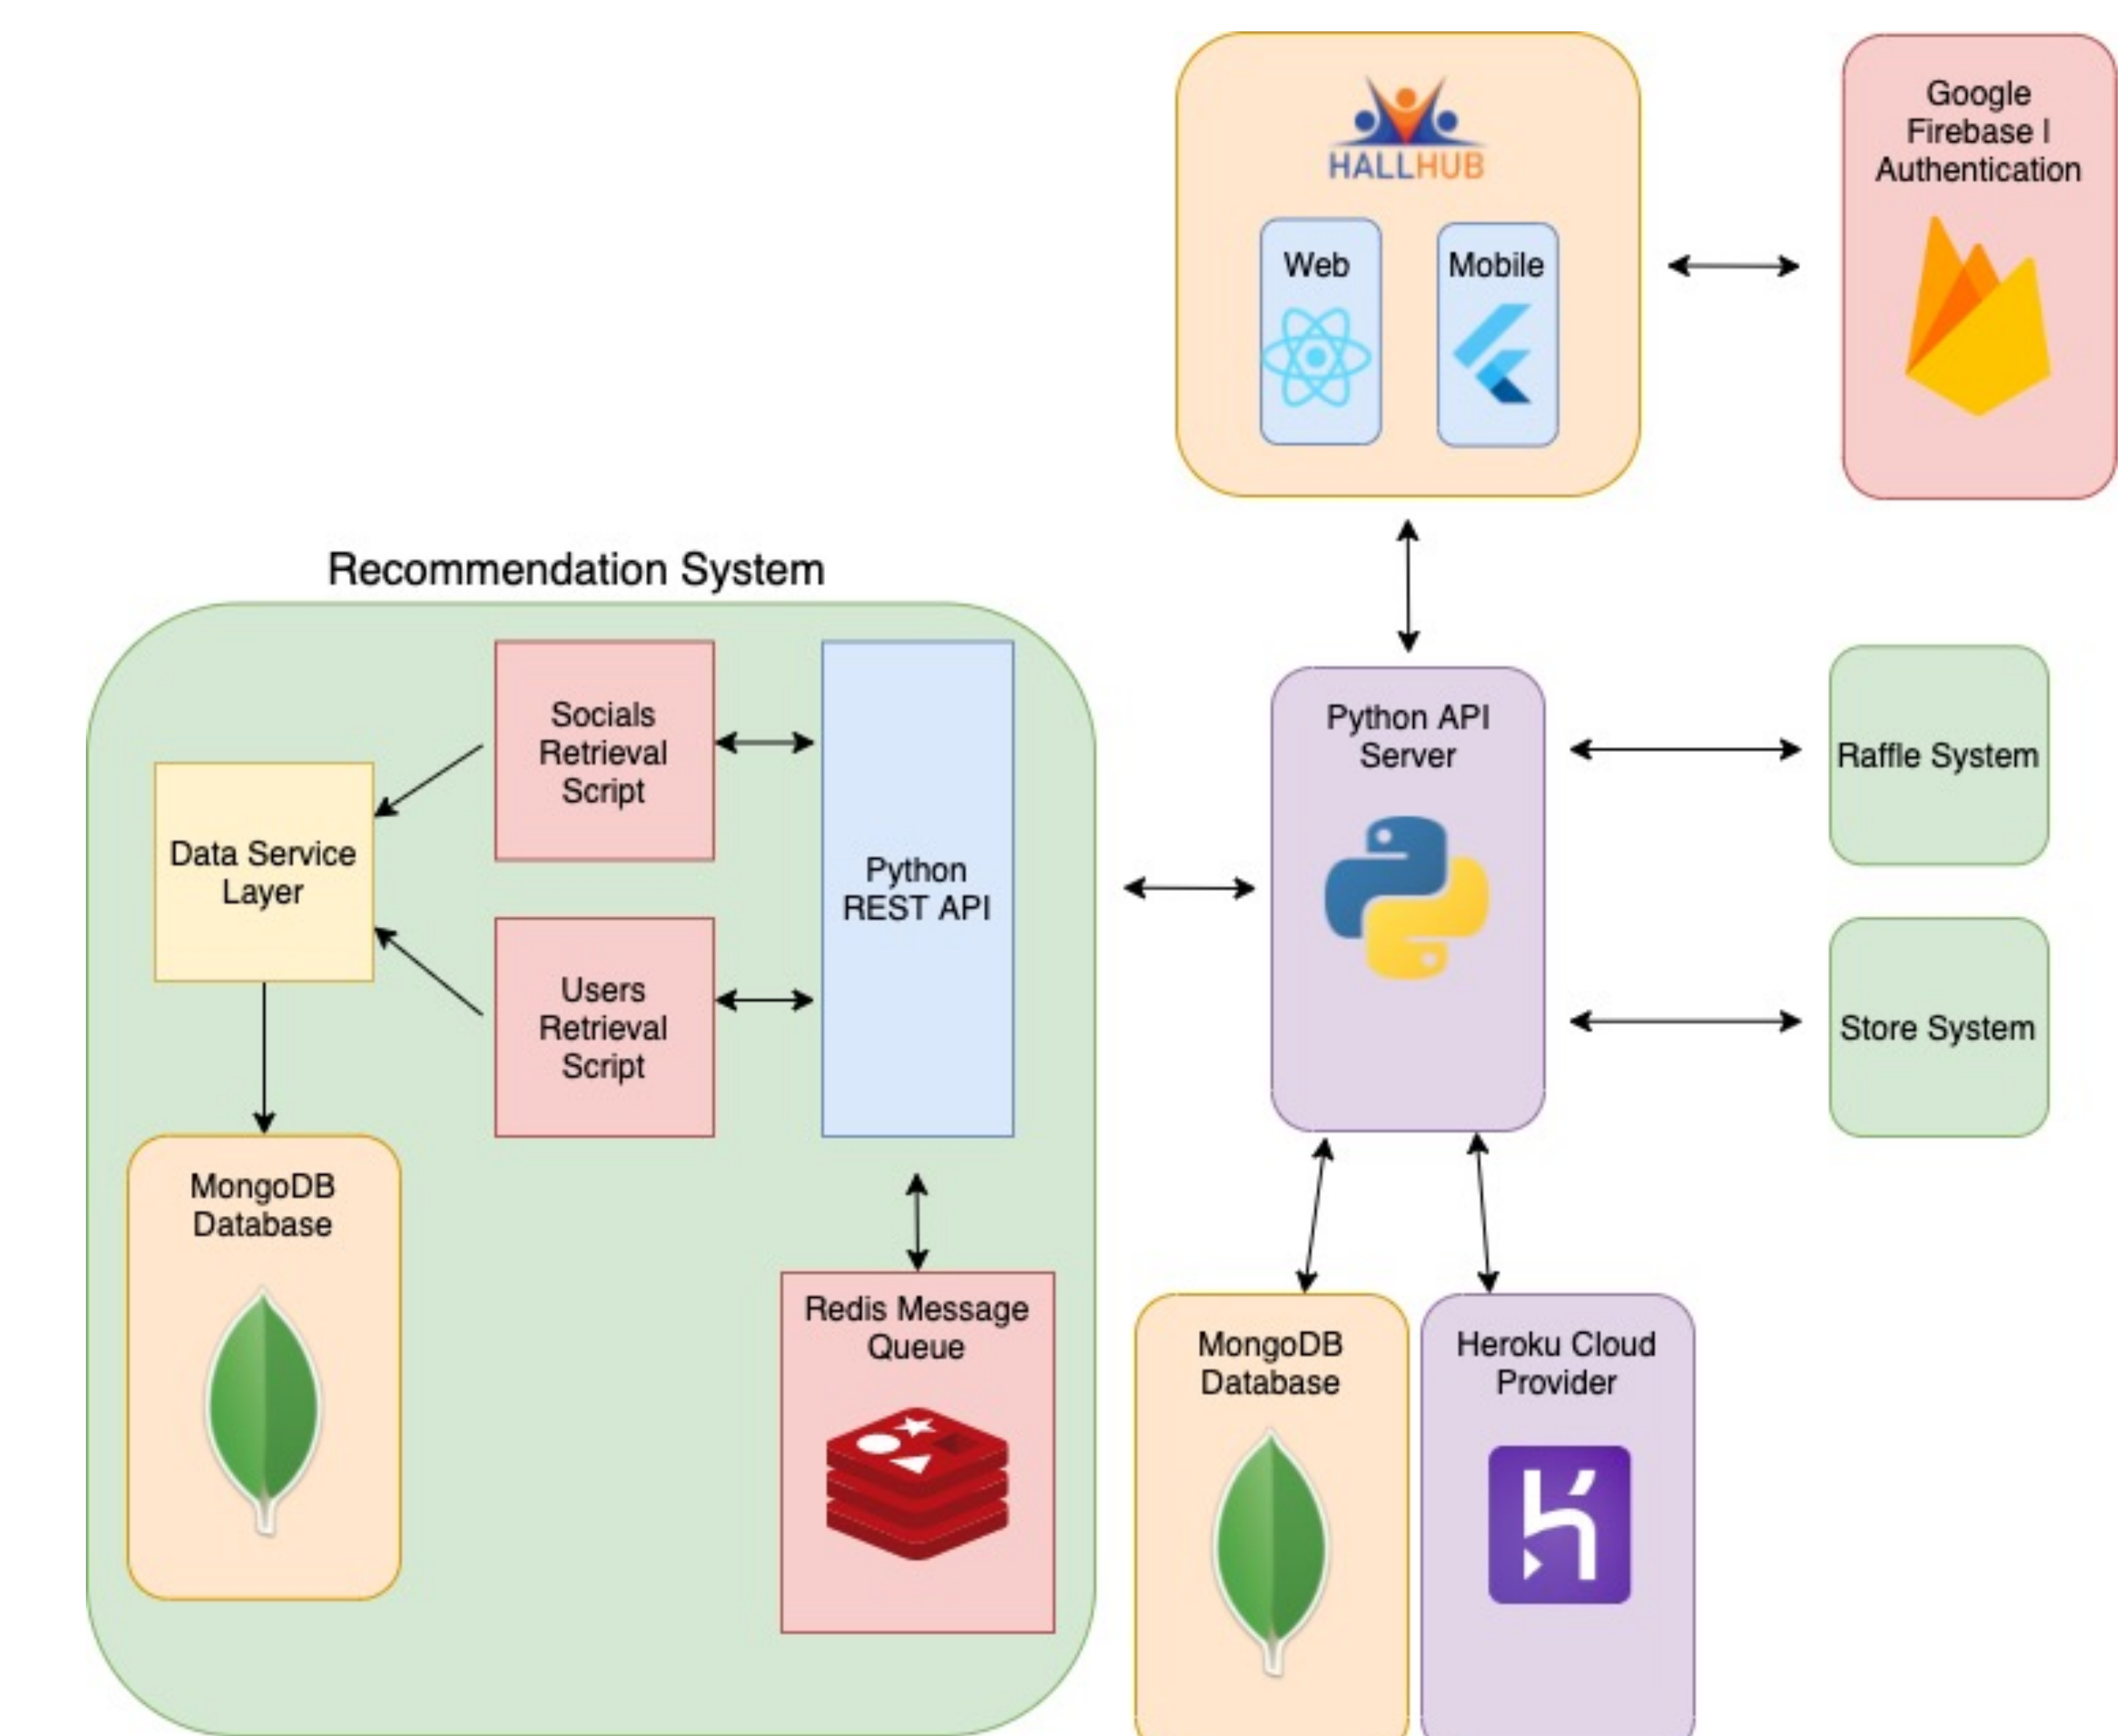 HALLHUB
Web
Mobile
Google
Firebase |
Authentication
Recommendation System
Socials
Retrieval
Script
Data Service
Layer
Users
Retrieval
Script
Python
REST API
MongoDB
Database
Redis Message
Queue
Python API
Server
Raffle System
Store System
MongoDB
Database
Heroku Cloud
Provider